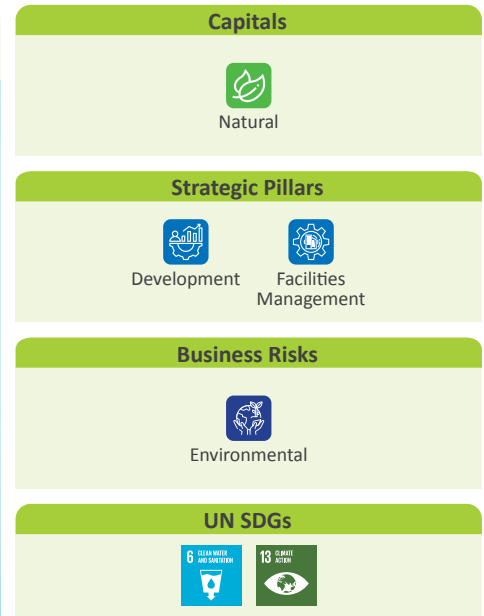 Capitals
Natural
Strategic Pillars
Development
Facilities
Management
Business Risks
Environmental
UN SDGs
6 CLEAN WATER
AND SANITATION
13 CLIMATE
ACTION